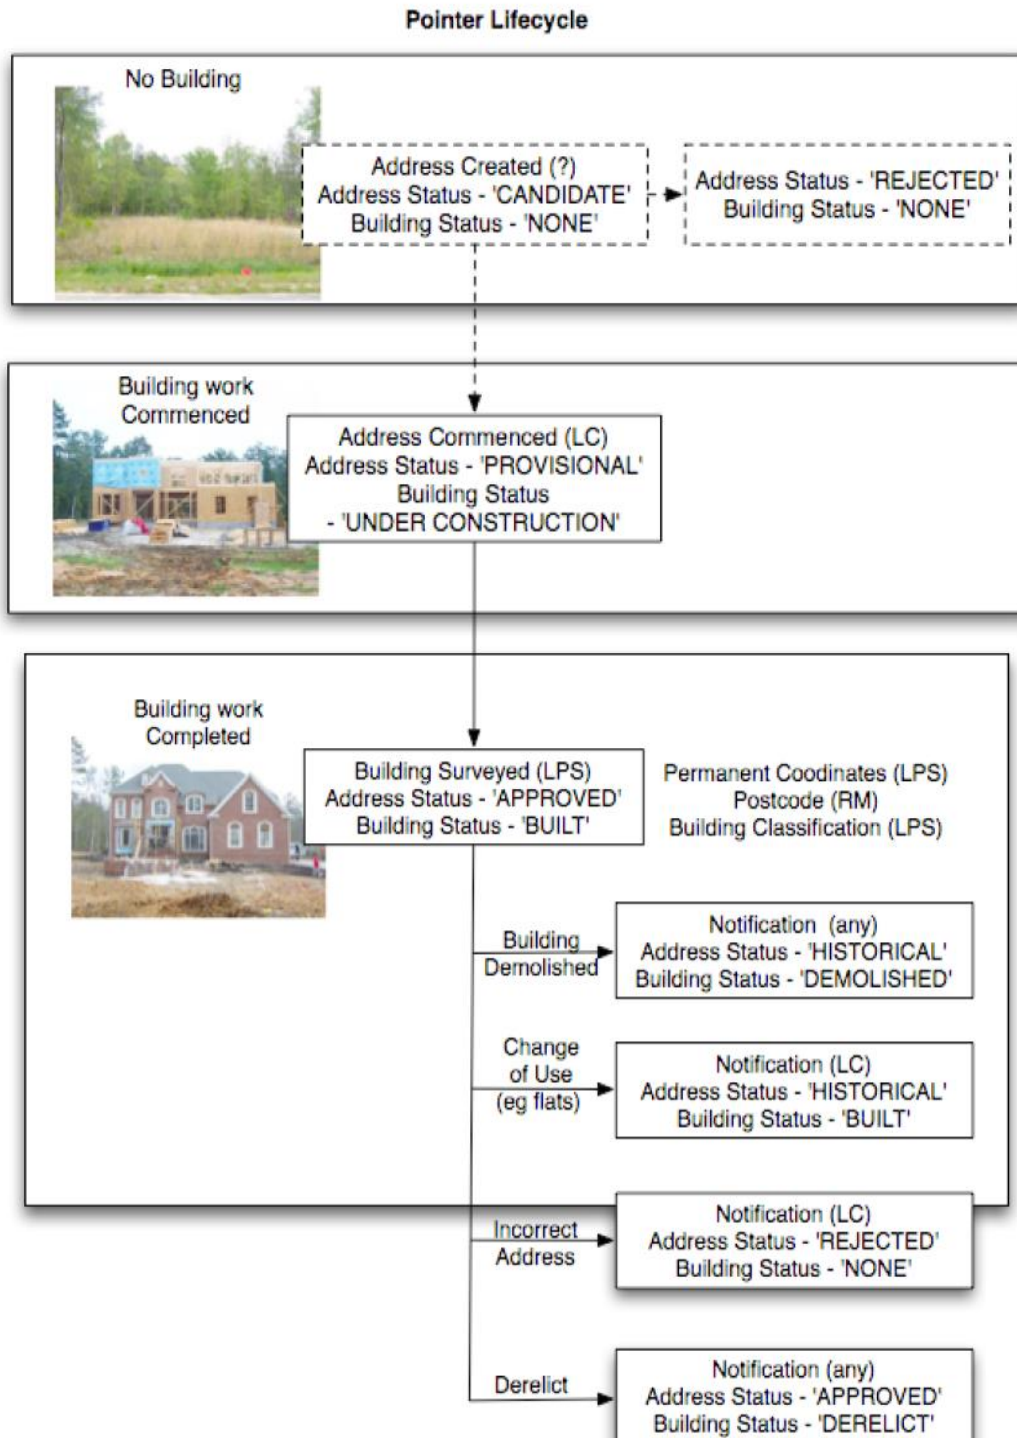 Pointer Lifecycle
No Building
Address Created (?)
Address Status - 'CANDIDATE'
Building Status - 'NONE'
Address Status - 'REJECTED'
Building Status - 'NONE'
Building work
Commenced
Address Commenced (LC)
Address Status - 'PROVISIONAL'
Building Status
- 'UNDER CONSTRUCTION'
Building work
Completed
Building Surveyed (LPS)
Address Status - 'APPROVED'
Building Status - 'BUILT'
Permanent Coodinates (LPS)
Postcode (RM)
Building Classification (LPS)
Building
Demolished
Notification (any)
Address Status - 'HISTORICAL'
Building Status - 'DEMOLISHED'
Change
of Use
(eg flats)
Notification (LC)
Address Status - 'HISTORICAL'
Building Status - 'BUILT'
Incorrect
Address
Notification (LC)
Address Status - 'REJECTED'
Building Status - 'NONE'
Derelict
Notification (any)
Address Status - 'APPROVED'
Building Status - 'DERELICT'